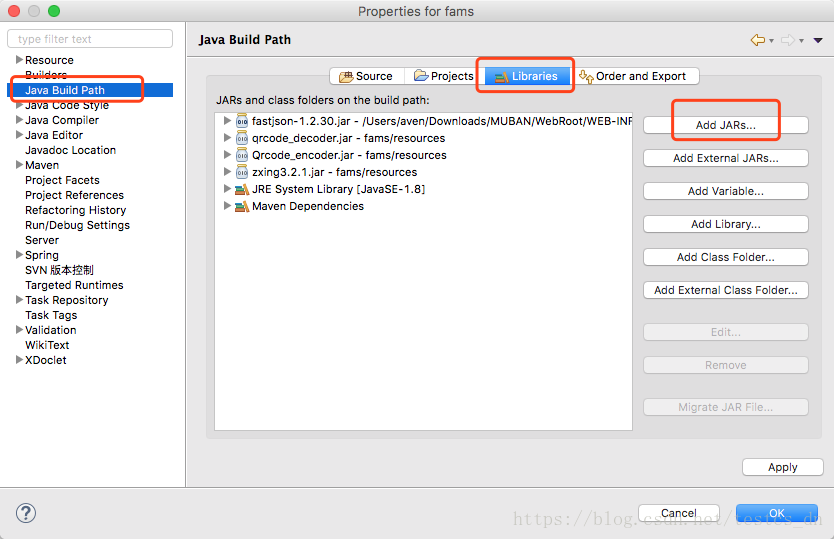 Properties for fams
type filter text
Resource
Builders
Java Build Path
Java Code Style
Java Compiler
Java Editor
Javadoc Location
Maven
Project Facets
Project References
Refactoring History
Run/Debug Settings
Server
Spring
SVN 版本控制
Targeted Runtimes
Task Repository
Task Tags
Validation
WikiText
XDoclet
Java Build Path
Source
Projects
Libraries
Order and Export
JARs and class folders on the build path:
fastjson-1.2.30.jar - /Users/aven/Downloads/MUBAN/WebRoot/WEB-INF
qrcode_decoder.jar - fams/resources
Qrcode_encoder.jar - fams/resources
zxing3.2.1.jar - fams/resources
JRE System Library [JavaSE-1.8]
Maven Dependencies
Add JARs...
Add External JARs...
Add Variable...
Add Library...
Add Class Folder...
Add External Class Folder...
Edit...
Remove
Migrate JAR File...
Apply
?
Cancel
OK